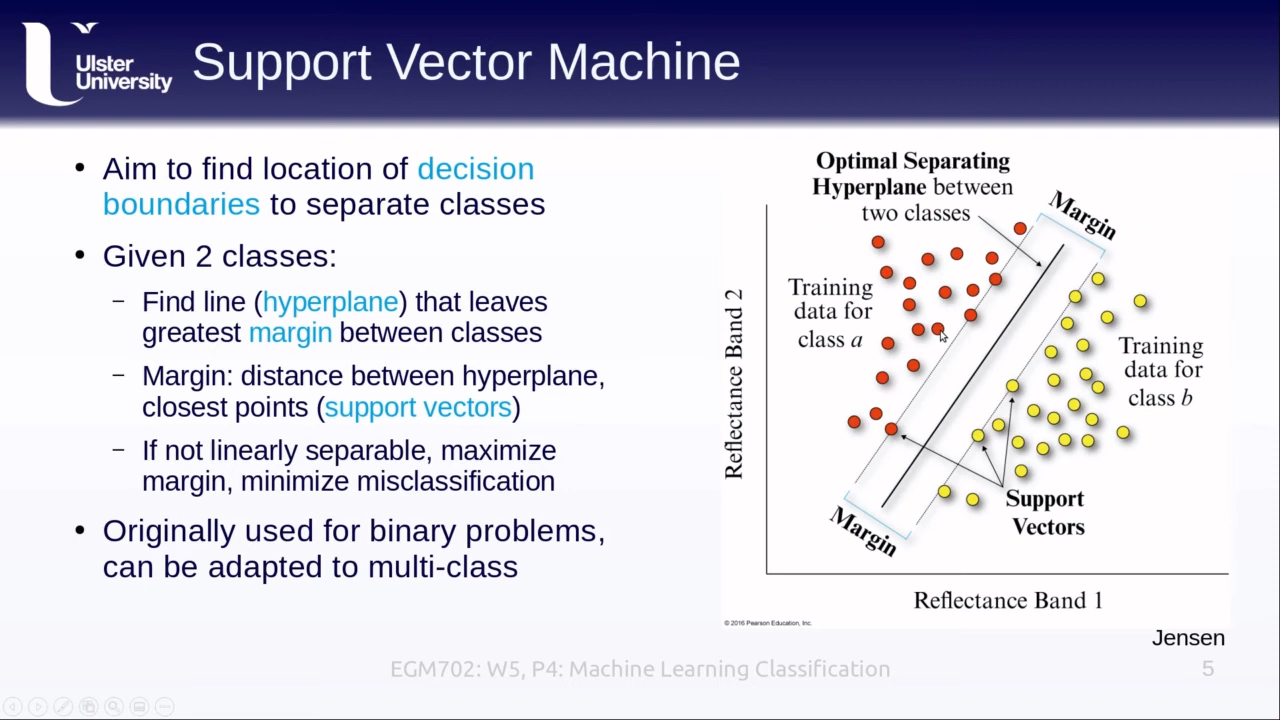 Ulster
University
Support Vector Machine
• Aim to find location of decision
boundaries to separate classes
• Given 2 classes:
– Find line (hyperplane) that leaves
greatest margin between classes
– Margin: distance between hyperplane,
closest points (support vectors)
– If not linearly separable, maximize
margin, minimize misclassification
• Originally used for binary problems,
can be adapted to multi-class
Optimal Separating
Hyperplane between
two classes
Margin
Training
data for
class a
Training
data for
class b
Reflectance Band 2
Support
Vectors
Margin
Reflectance Band 1
© 2016 Pearson Education, Inc.
Jensen
EGM702: W5, P4: Machine Learning Classification
5